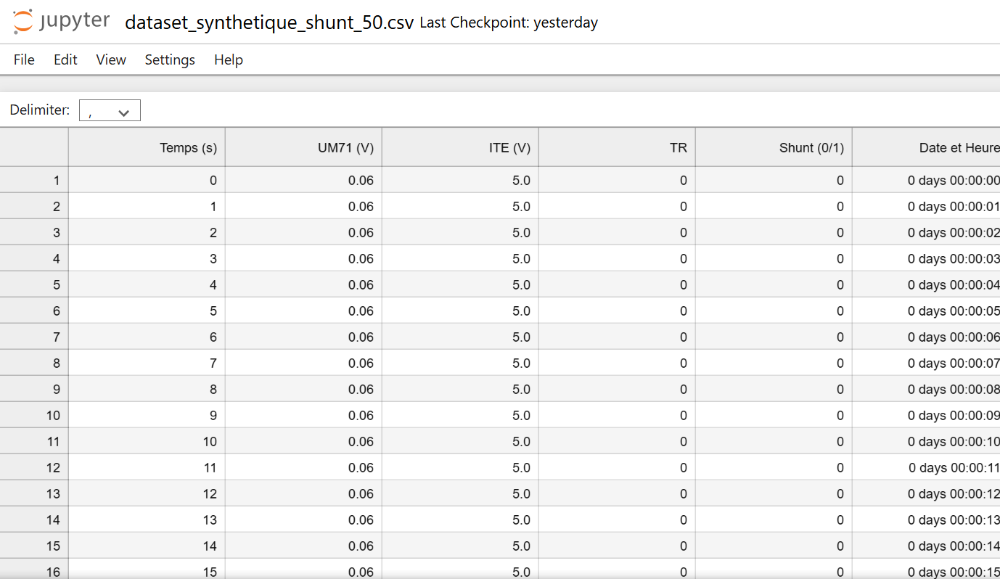 jupyter dataset_synthetique_shunt_50.csv Last Checkpoint: yesterday
File Edit View Settings Help
Delimiter: ,
Temps (s) UM71 (V) ITE (V) TR Shunt (0/1) Date et Heure
1 0 0.06 5.0 0 0 0 days 00:00:00
2 1 0.06 5.0 0 0 0 days 00:00:01
3 2 0.06 5.0 0 0 0 days 00:00:02
4 3 0.06 5.0 0 0 0 days 00:00:03
5 4 0.06 5.0 0 0 0 days 00:00:04
6 5 0.06 5.0 0 0 0 days 00:00:05
7 6 0.06 5.0 0 0 0 days 00:00:06
8 7 0.06 5.0 0 0 0 days 00:00:07
9 8 0.06 5.0 0 0 0 days 00:00:08
10 9 0.06 5.0 0 0 0 days 00:00:09
11 10 0.06 5.0 0 0 0 days 00:00:10
12 11 0.06 5.0 0 0 0 days 00:00:11
13 12 0.06 5.0 0 0 0 days 00:00:12
14 13 0.06 5.0 0 0 0 days 00:00:13
15 14 0.06 5.0 0 0 0 days 00:00:14
16 15 0.06 5.0 0 0 0 days 00:00:15